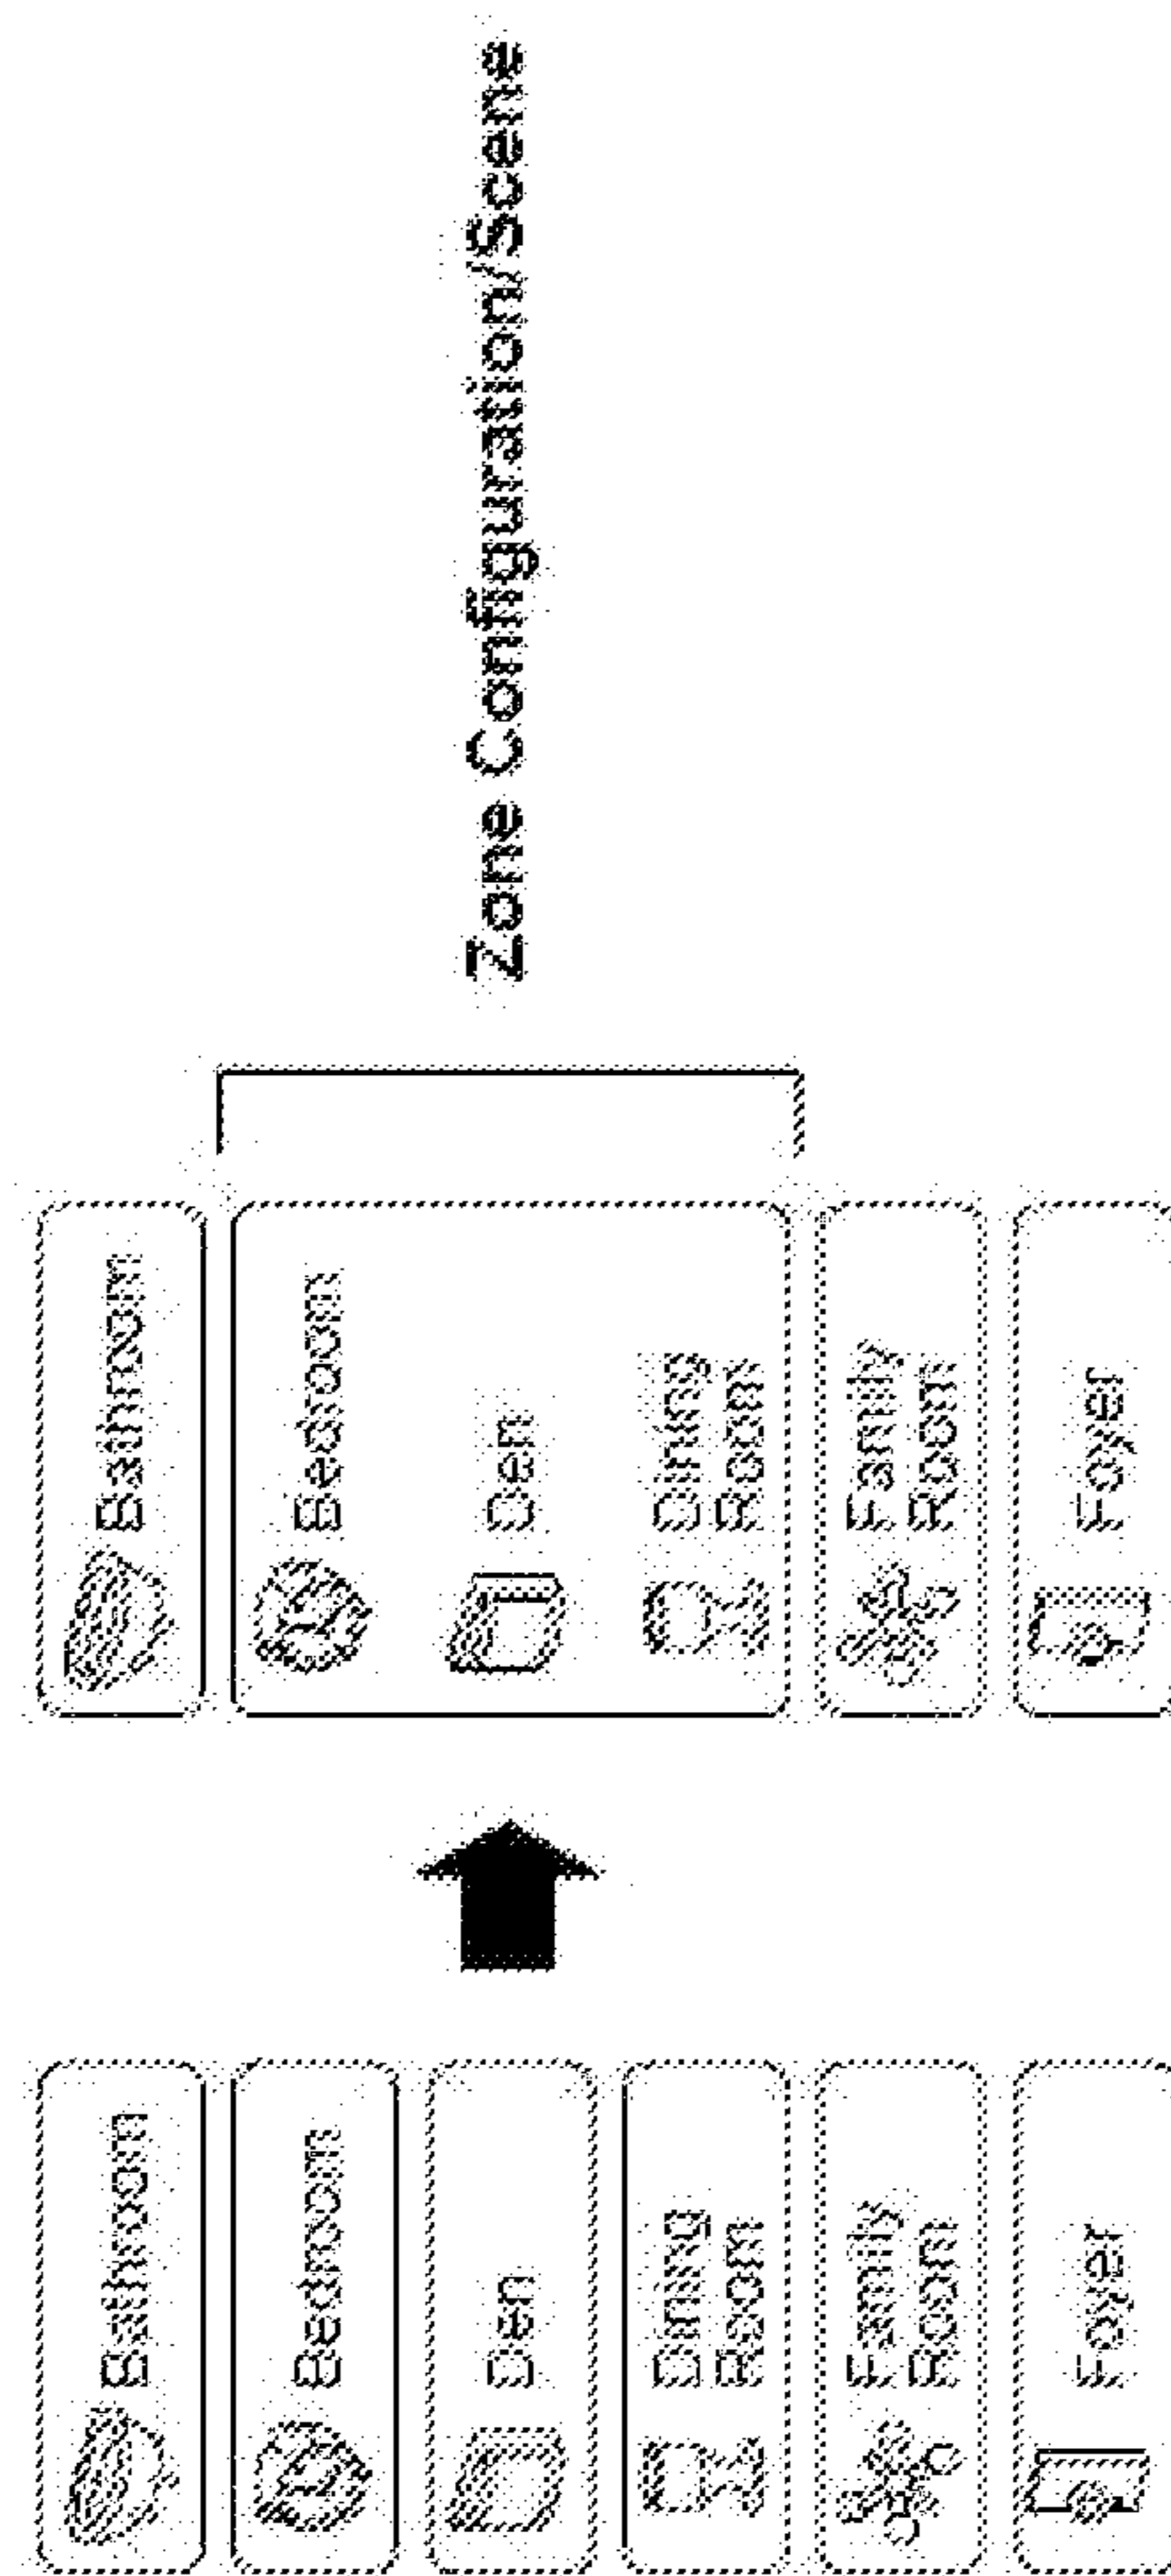 Bathroom
Bedroom
Den
Dining
Room
Family
Room
Foyer
Bathroom
Bedroom
Den
Dining
Room
Family
Room
Foyer
Zone Configuration/Scene